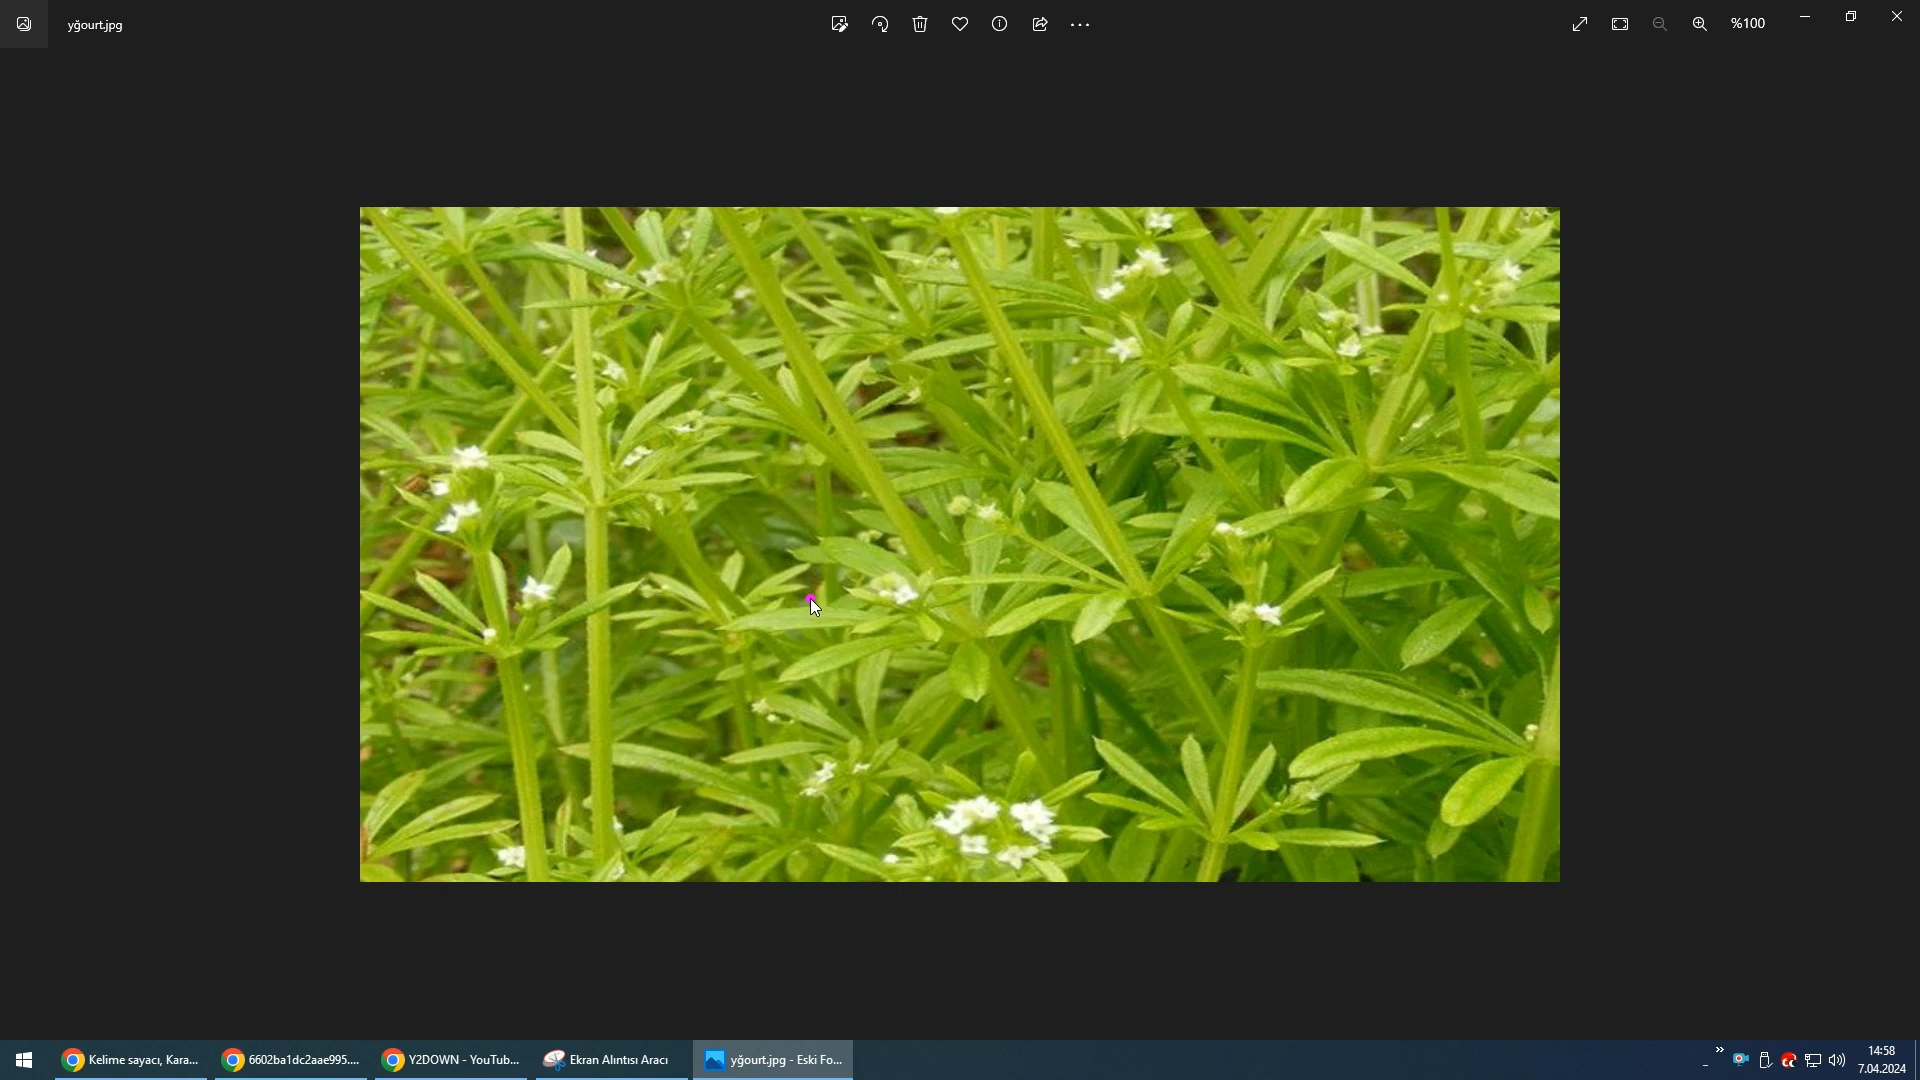 yğourt.jpg
%100
Kelime sayacı, Kara...
6602ba1dc2aae995....
Y2DOWN - YouTub...
Ekran Alıntısı Aracı
yğourt.jpg - Eski Fo...
14:58
7.04.2024